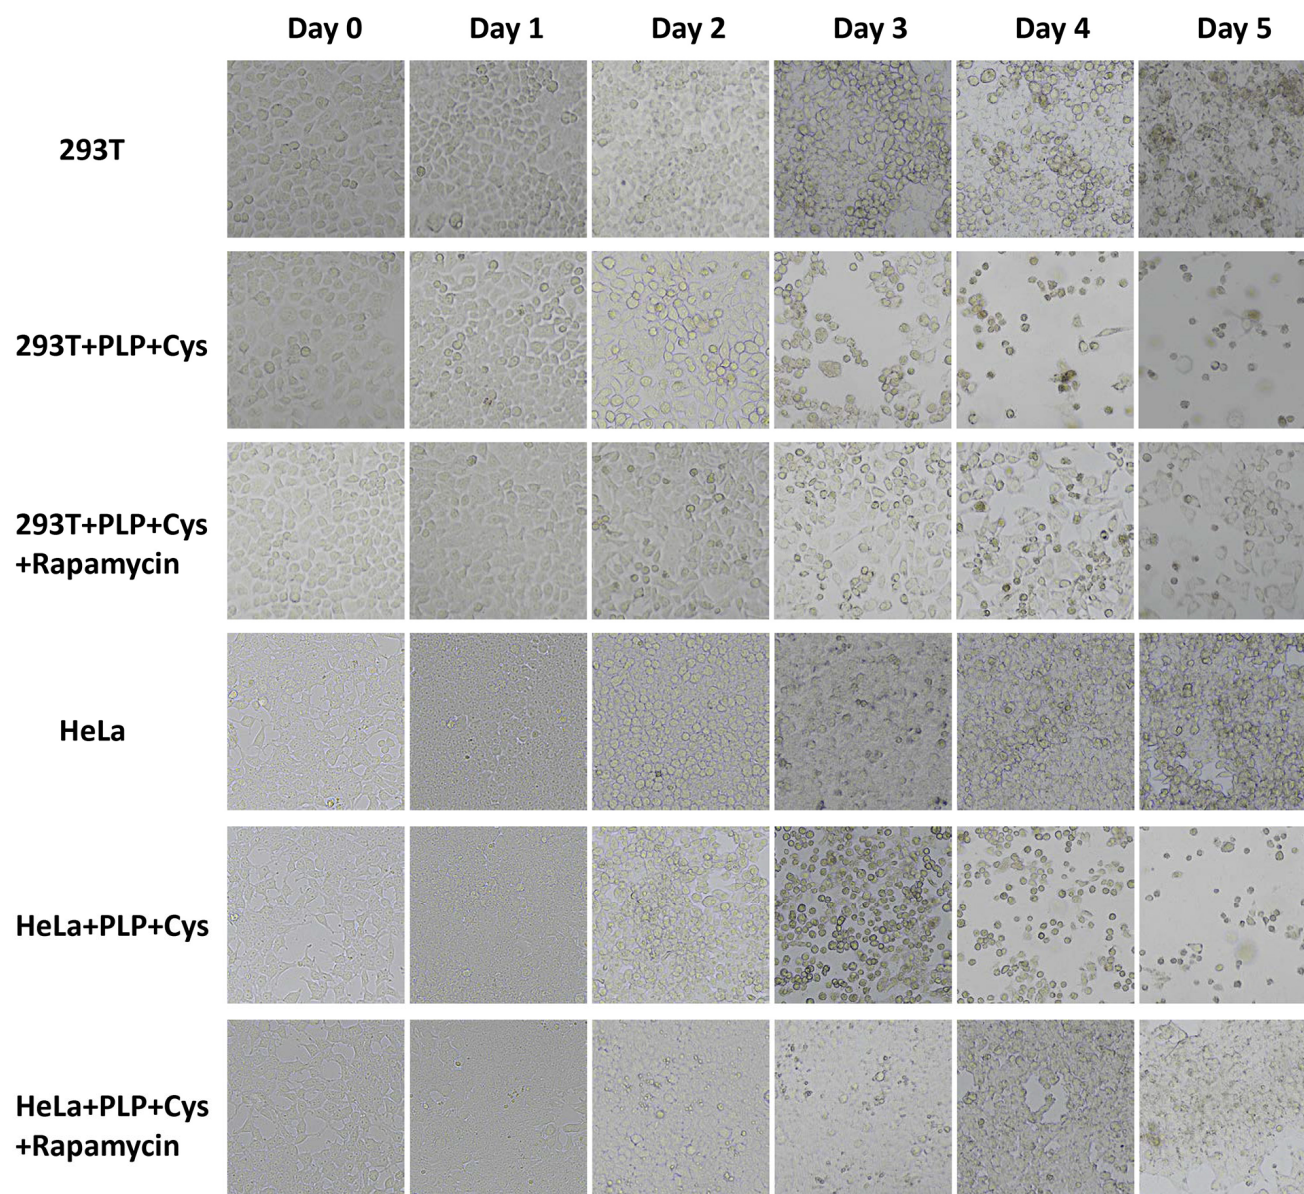 Day 0 Day 1 Day 2 Day 3 Day 4 Day 5
293T
293T+PLP+Cys
293T+PLP+Cys
+Rapamycin
HeLa
HeLa+PLP+Cys
HeLa+PLP+Cys
+Rapamycin